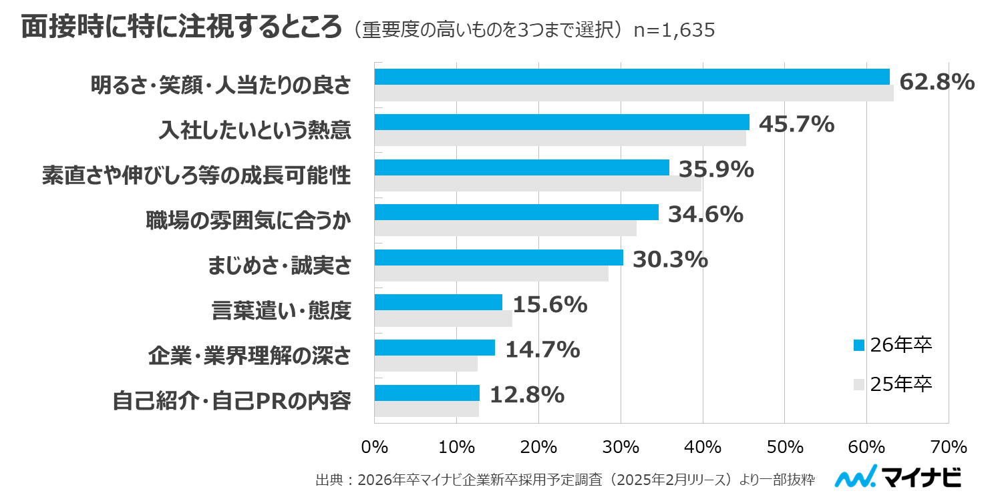 面接時に特に注視するところ（重要度の高いものを3つまで選択）n=1,635
明るさ・笑顔・人当たりの良さ 62.8%
入社したいという熱意 45.7%
素直さや伸びしろ等の成長可能性 35.9%
職場の雰囲気に合うか 34.6%
まじめさ・誠実さ 30.3%
言葉遣い・態度 15.6%
企業・業界理解の深さ 14.7%
自己紹介・自己PRの内容 12.8%
26年卒
25年卒
0% 10% 20% 30% 40% 50% 60% 70%
出典：2026年卒マイナビ企業新卒採用予定調査（2025年2月リリース）より一部抜粋
マイナビ